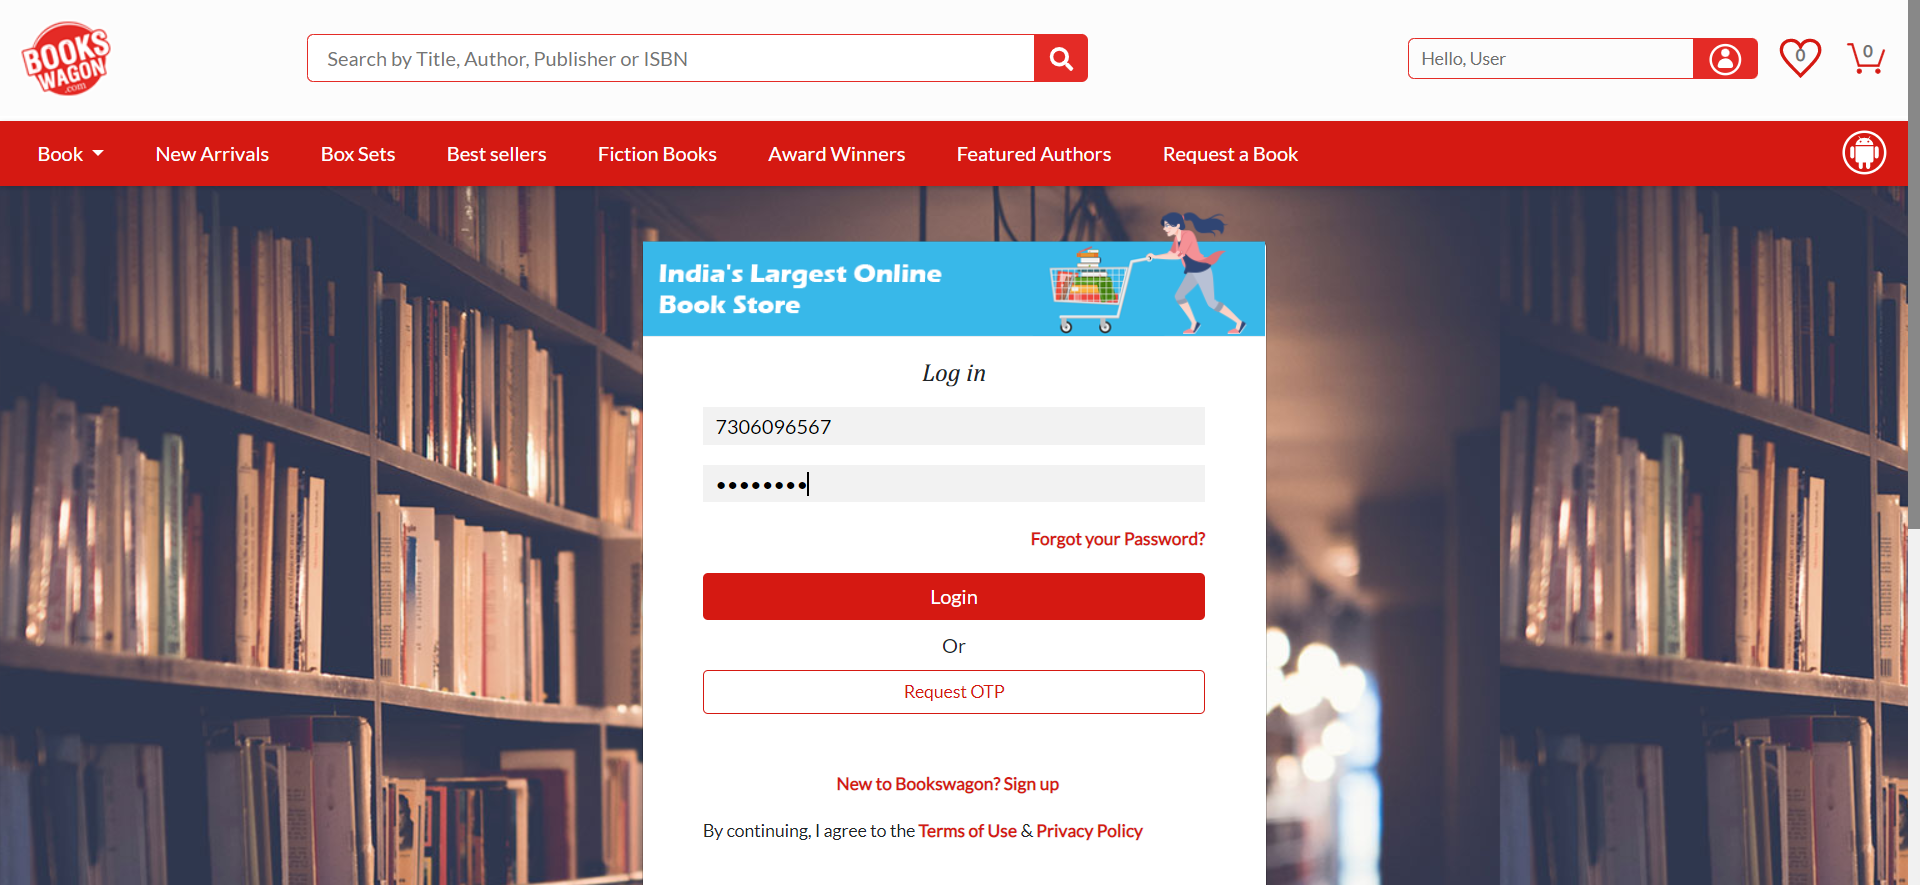 BOOKS
WAGON
.com
Search by Title, Author, Publisher or ISBN
Hello, User
0
0
Book
New Arrivals
Box Sets
Best sellers
Fiction Books
Award Winners
Featured Authors
Request a Book
India's Largest Online
Book Store
Log in
7306096567
••••••••
Forgot your Password?
Login
Or
Request OTP
New to Bookswagon? Sign up
By continuing, I agree to the Terms of Use & Privacy Policy